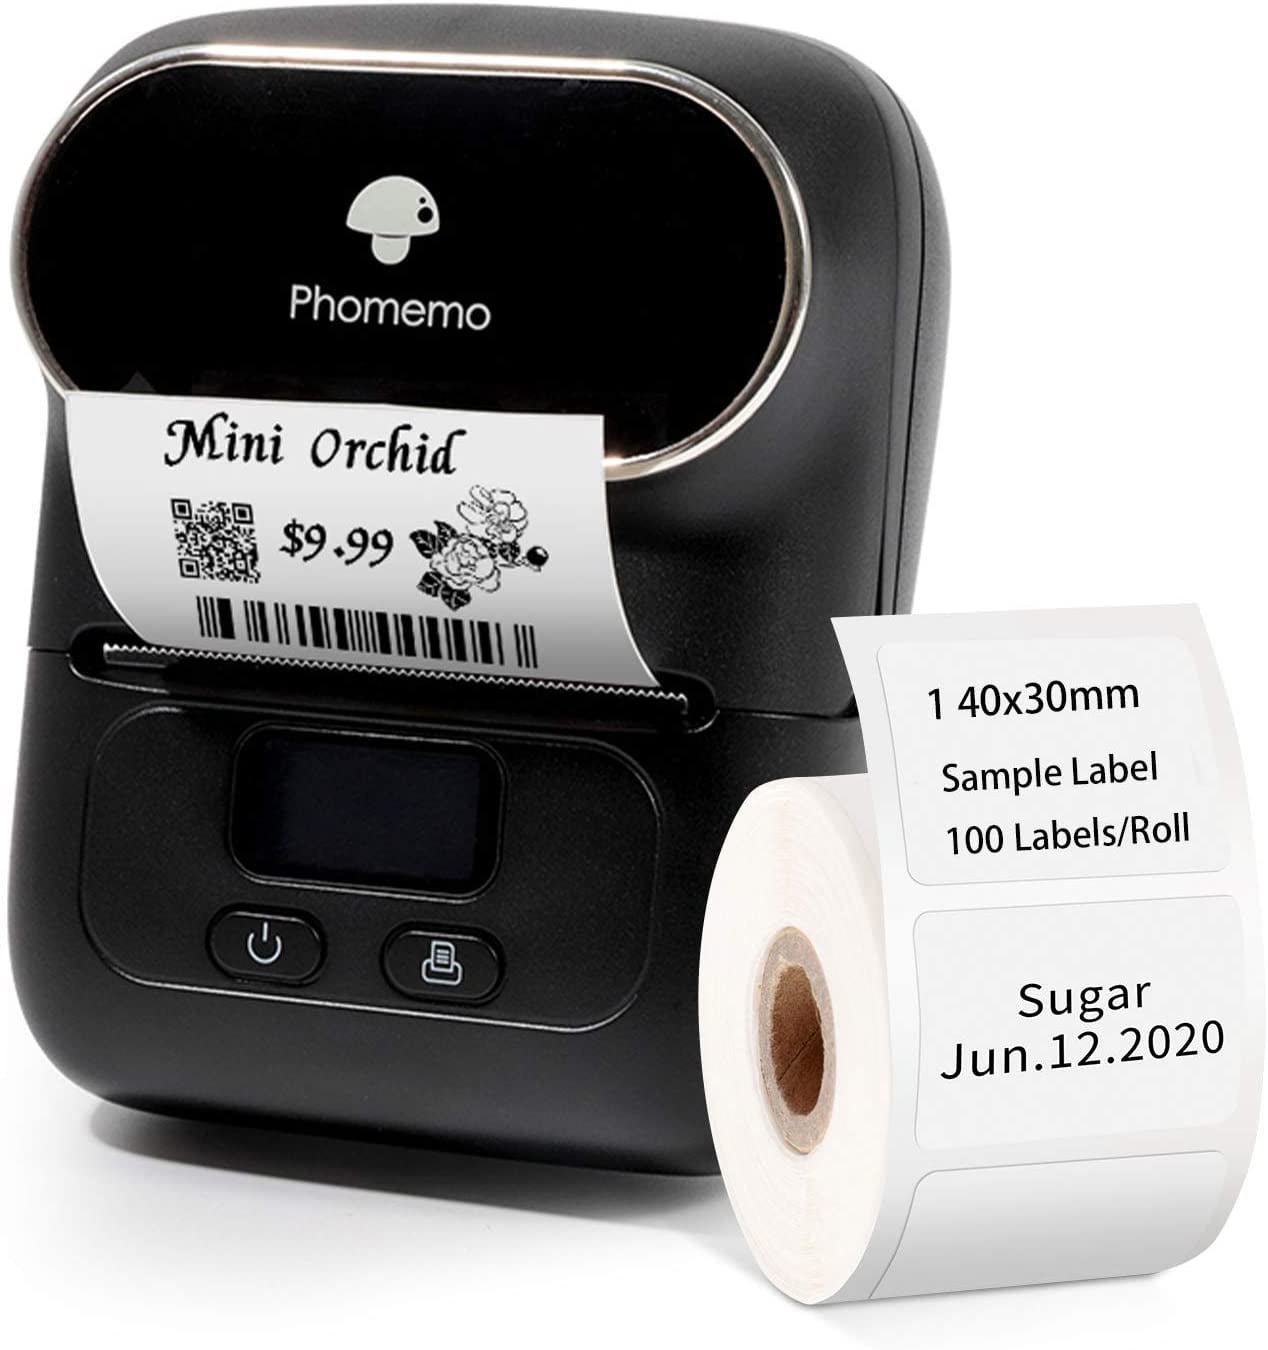 Phomemo
Mini Orchid
$9.99
1 40x30mm
Sample Label
100 Labels/Roll
Sugar
Jun.12.2020